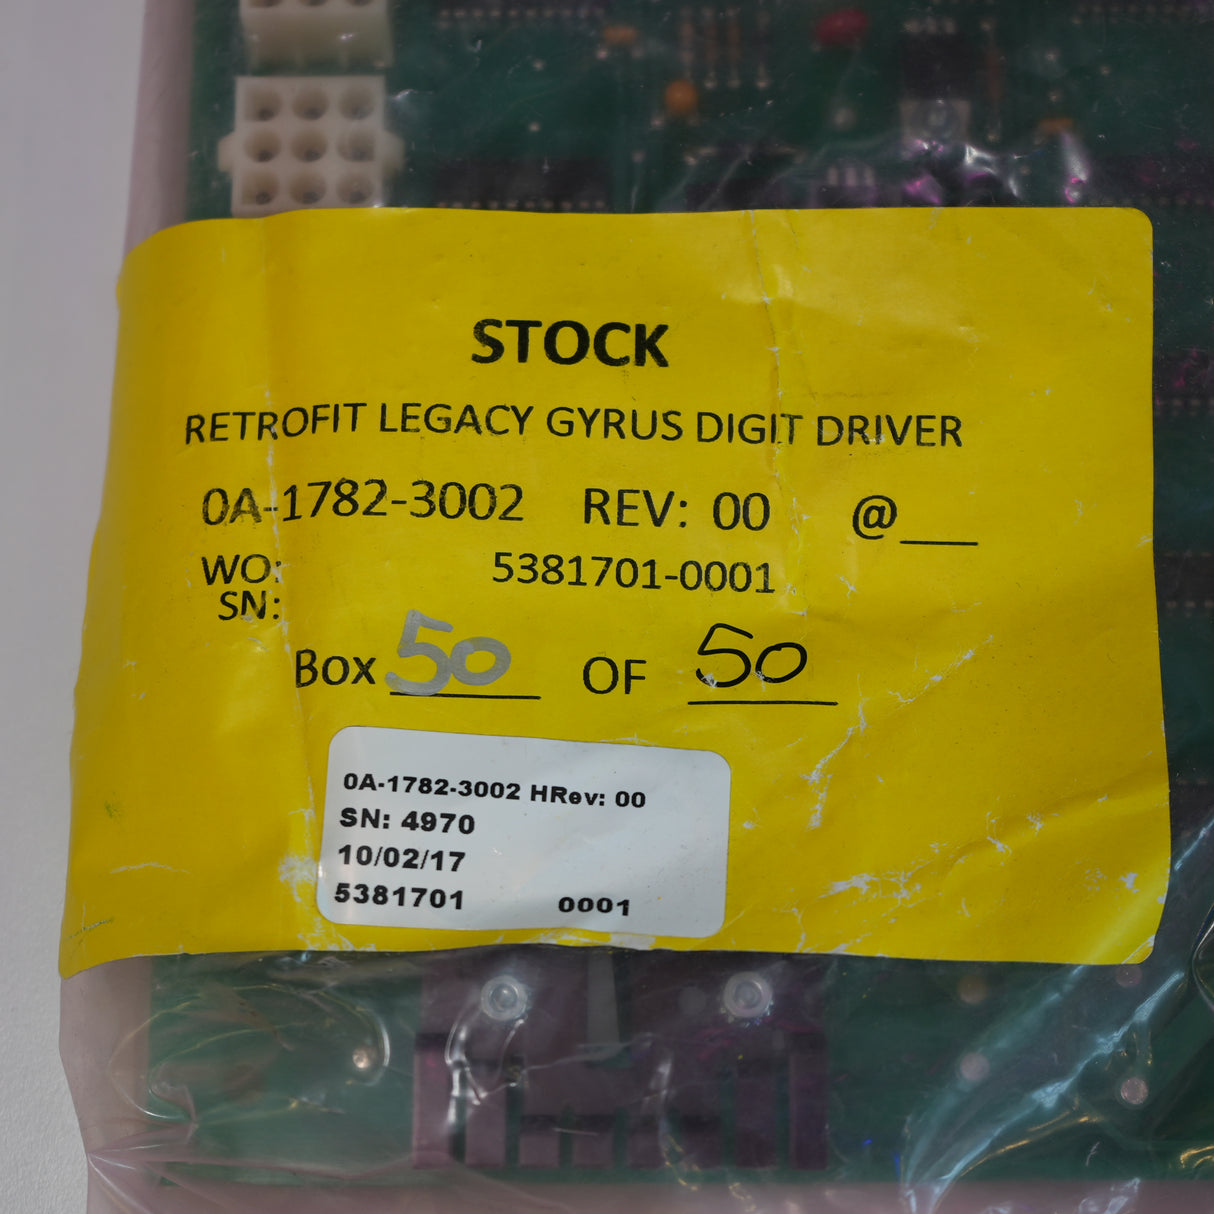 STOCK
RETROFIT LEGACY GYRUS DIGIT DRIVER
0A-1782-3002 REV: 00 @___
WO: 5381701-0001
SN:
Box 50 OF 50
0A-1782-3002 HRev: 00
SN: 4970
10/02/17
5381701 0001